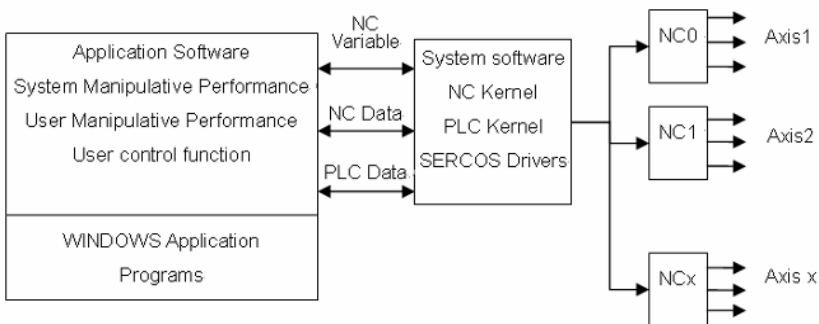 Application Software
System Manipulative Performance
User Manipulative Performance
User control function
WINDOWS Application
Programs
NC
Variable
NC Data
PLC Data
System software
NC Kernel
PLC Kernel
SERCOS Drivers
NC0
Axis1
NC1
Axis2
NCx
Axis x